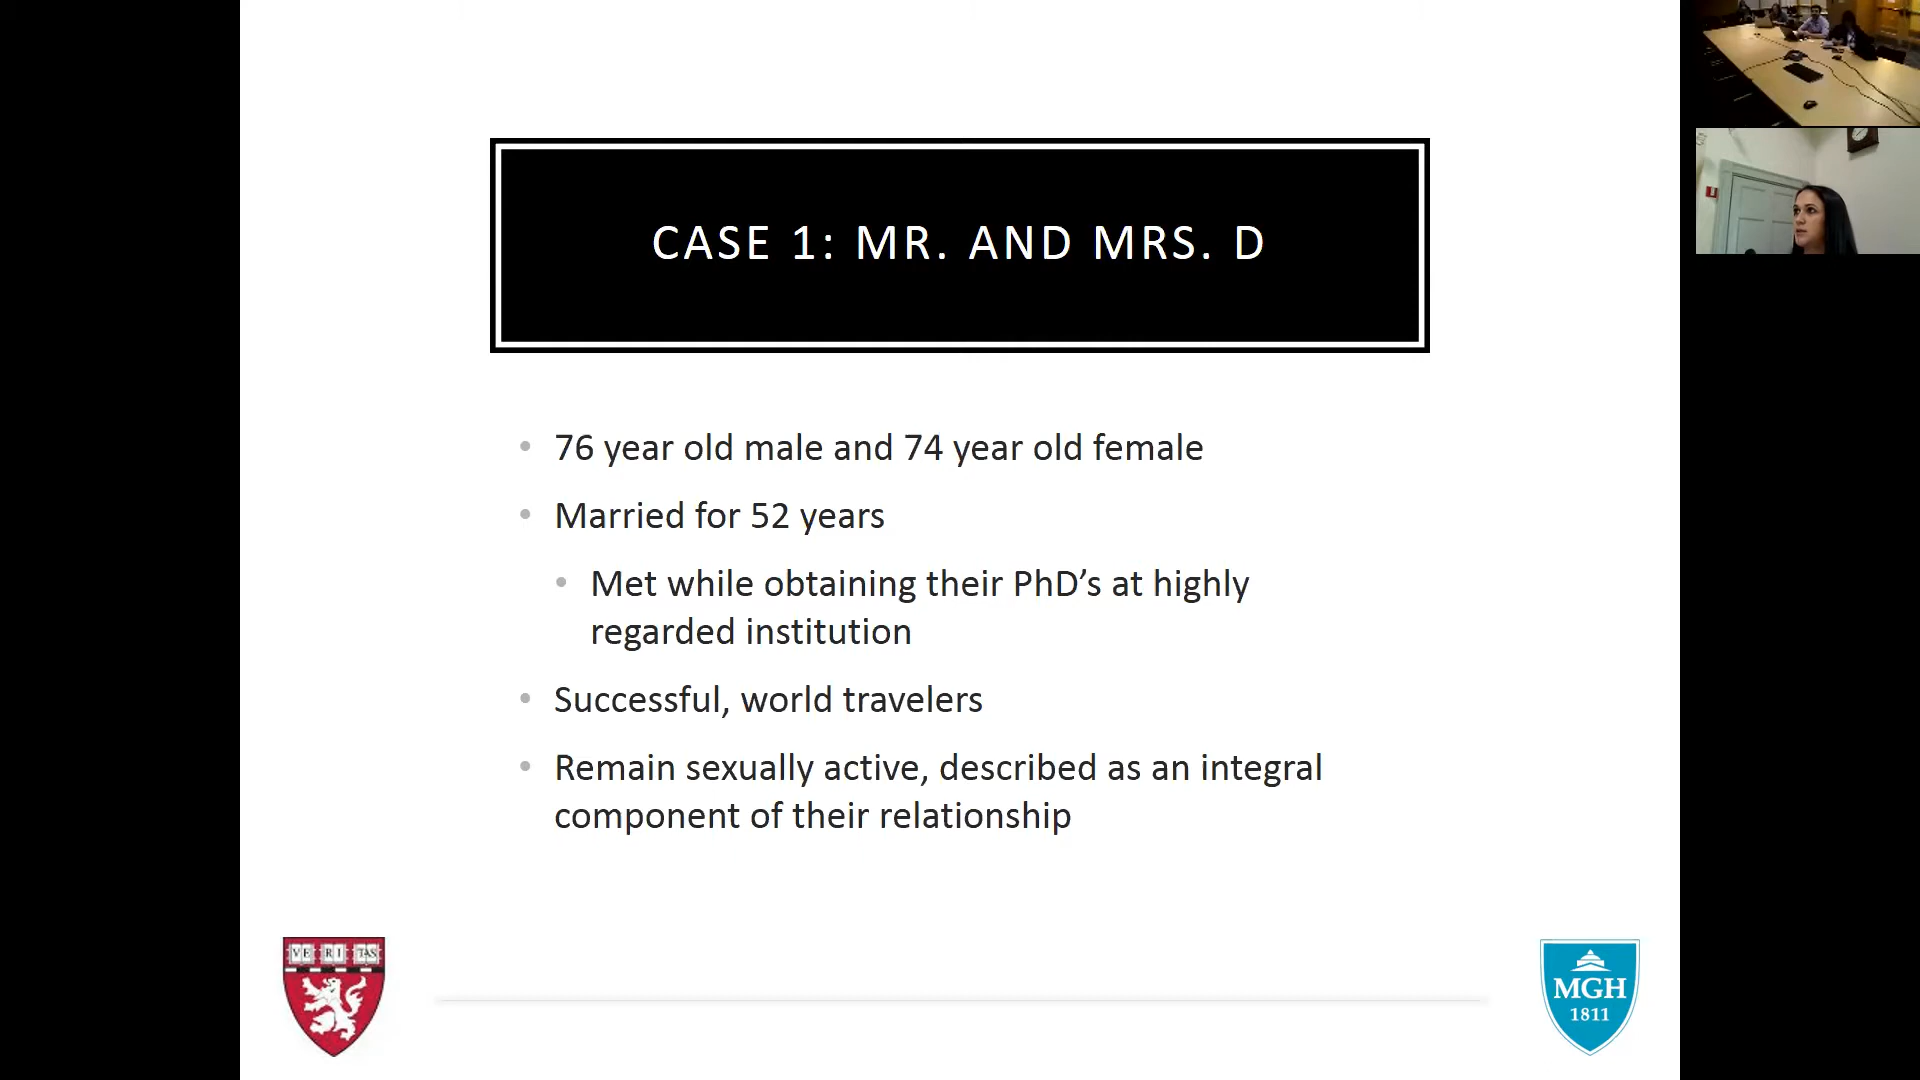 CASE 1: MR. AND MRS. D
• 76 year old male and 74 year old female
• Married for 52 years
• Met while obtaining their PhD’s at highly
regarded institution
• Successful, world travelers
• Remain sexually active, described as an integral
component of their relationship
VE RI TAS
MGH
1811